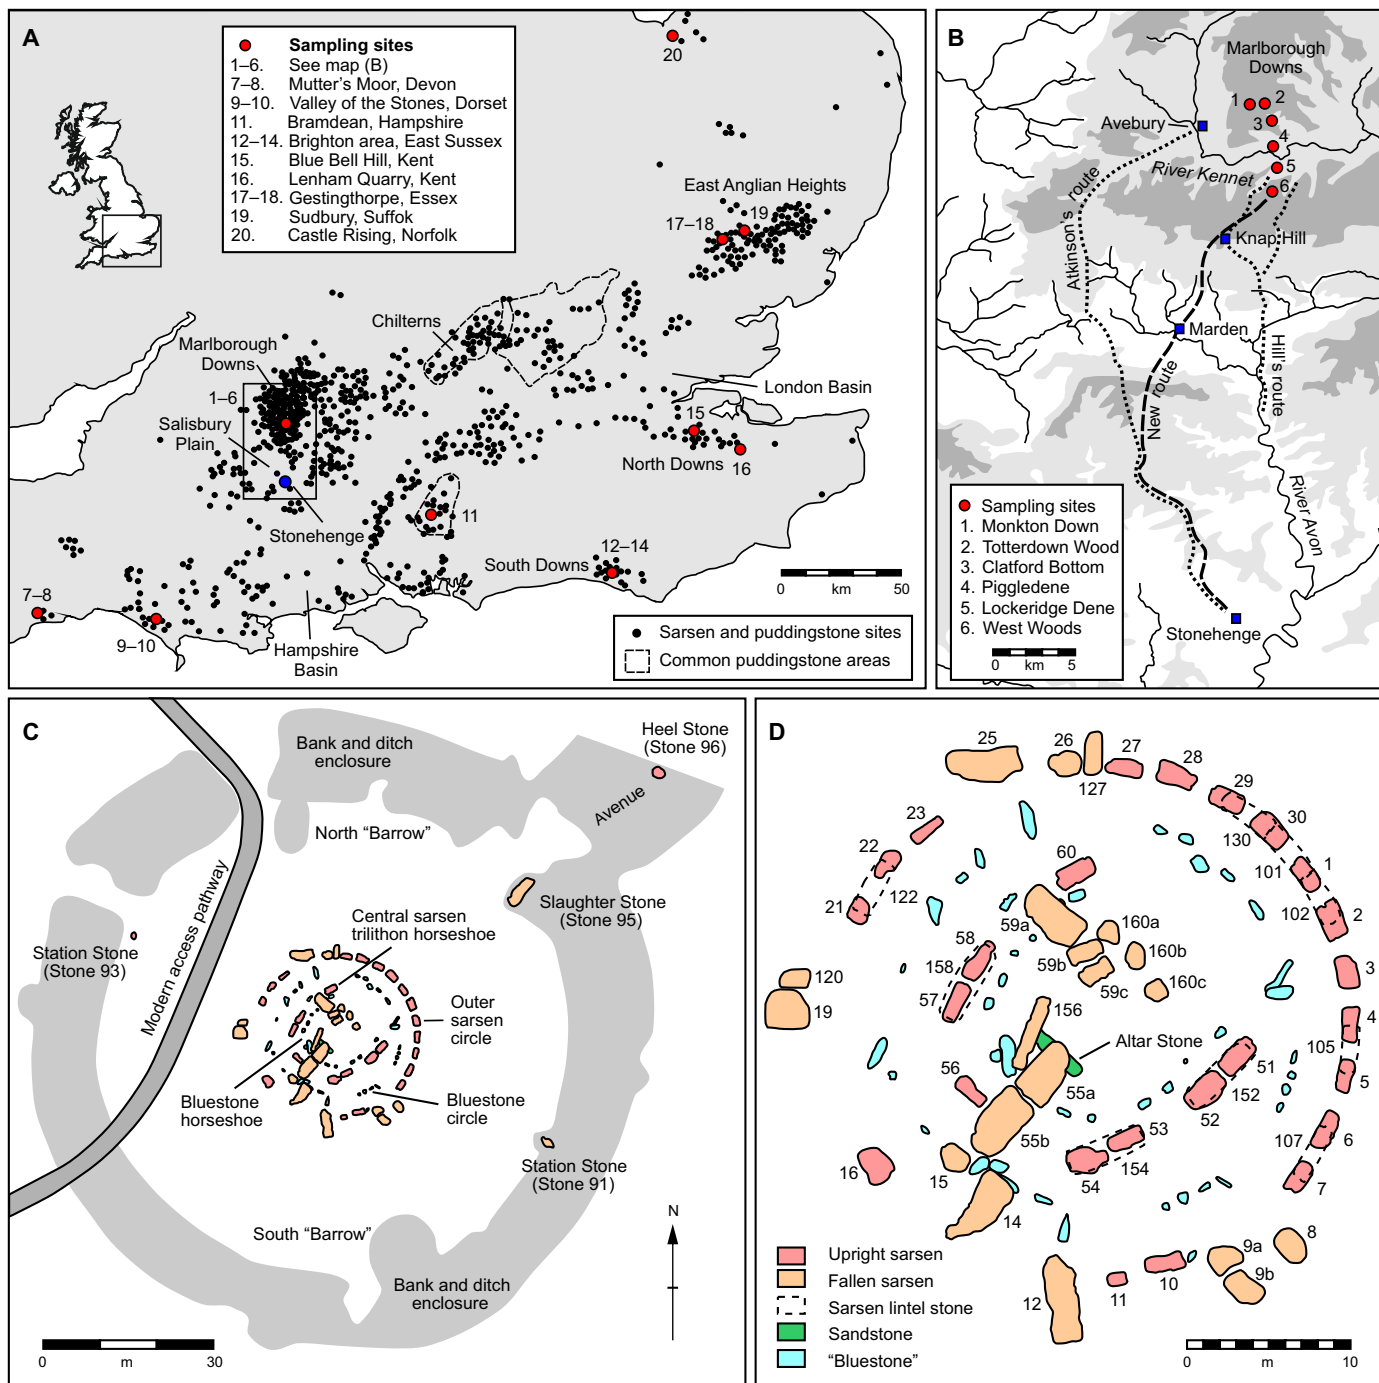 A
Sampling sites
1–6. See map (B)
7–8. Mutter's Moor, Devon
9–10. Valley of the Stones, Dorset
11. Bramdean, Hampshire
12–14. Brighton area, East Sussex
15. Blue Bell Hill, Kent
16. Lenham Quarry, Kent
17–18. Gestingthorpe, Essex
19. Sudbury, Suffok
20. Castle Rising, Norfolk
20
East Anglian Heights
17–18
19
Chilterns
Marlborough
Downs
1–6
Salisbury
Plain
London Basin
15
North Downs
16
11
Stonehenge
12–14
South Downs
7–8
9–10
Hampshire
Basin
0 km 50
Sarsen and puddingstone sites
Common puddingstone areas
B
Marlborough
Downs
1
2
3
4
5
6
Avebury
River Kennet
Atkinson's route
Knap Hill
Marden
Hill's route
New route
River Avon
Stonehenge
Sampling sites
1. Monkton Down
2. Totterdown Wood
3. Clatford Bottom
4. Piggledene
5. Lockeridge Dene
6. West Woods
0 km 5
C
Bank and ditch
enclosure
Heel Stone
(Stone 96)
Avenue
North “Barrow”
Modern access pathway
Slaughter Stone
(Stone 95)
Central sarsen
trilithon horseshoe
Station Stone
(Stone 93)
Outer
sarsen
circle
Bluestone
horseshoe
Bluestone
circle
Station Stone
(Stone 91)
N
South “Barrow”
Bank and ditch
enclosure
0 m 30
D
25
26
127
27
28
29
30
130
101
1
102
2
23
22
122
21
60
59a
160a
160b
160c
59b
59c
58
158
57
3
120
19
156
4
105
5
Altar Stone
51
152
52
56
55a
55b
53
154
54
107
6
7
16
15
14
8
9a
9b
10
11
12
Upright sarsen
Fallen sarsen
Sarsen lintel stone
Sandstone
“Bluestone”
0 m 10